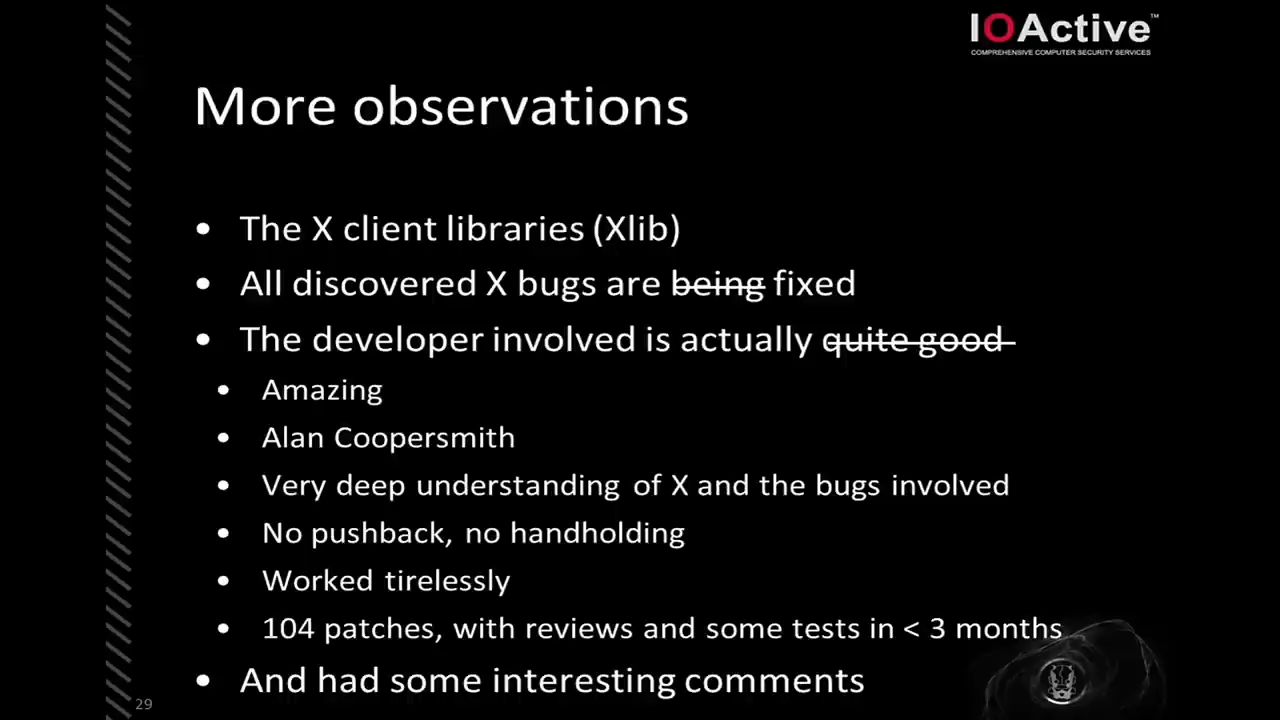 IOActive™
COMPREHENSIVE COMPUTER SECURITY SERVICES
More observations
• The X client libraries (Xlib)
• All discovered X bugs are being fixed
• The developer involved is actually quite good
• Amazing
• Alan Coopersmith
• Very deep understanding of X and the bugs involved
• No pushback, no handholding
• Worked tirelessly
• 104 patches, with reviews and some tests in < 3 months
• And had some interesting comments
29